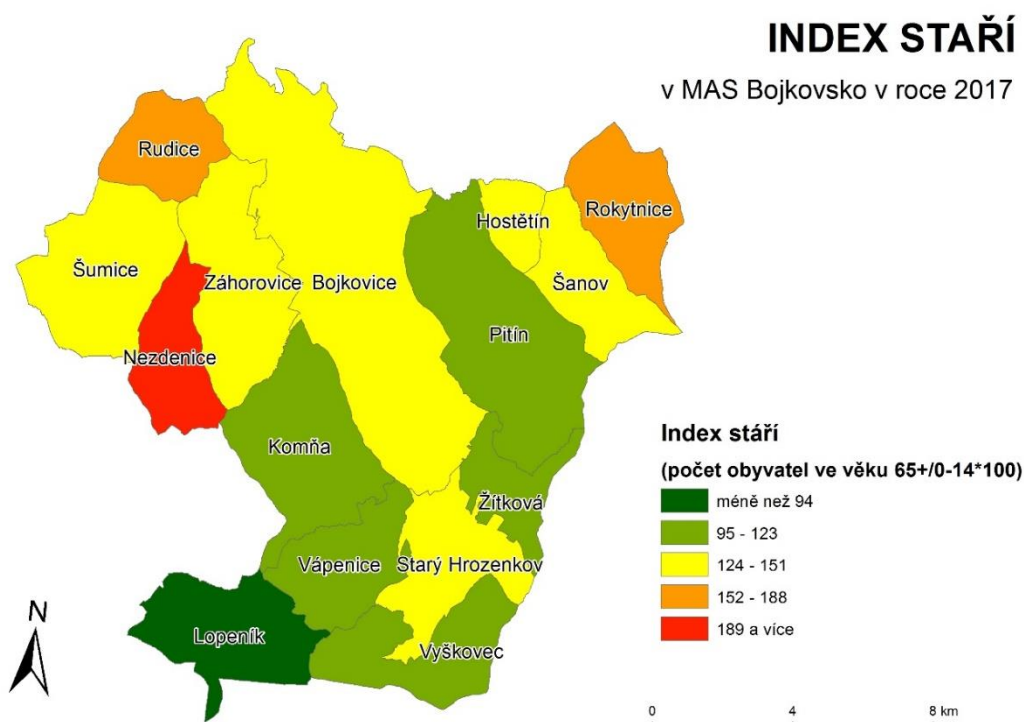 INDEX STAŘÍ
v MAS Bojkovsko v roce 2017
Rudice
Rokytnice
Hostětín
Šumice
Záhorovice
Bojkovice
Šanov
Pitín
Nezdenice
Komňa
Žítková
Vápenice
Starý Hrozenkov
Lopeník
Vyškovec
Index stáří
(počet obyvatel ve věku 65+/0-14*100)
méně než 94
95 - 123
124 - 151
152 - 188
189 a více
N
0 4 8 km